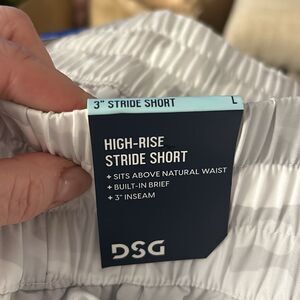 3" STRIDE SHORT L
HIGH-RISE
STRIDE SHORT
+ SITS ABOVE NATURAL WAIST
+ BUILT-IN BRIEF
+ 3" INSEAM
DSG